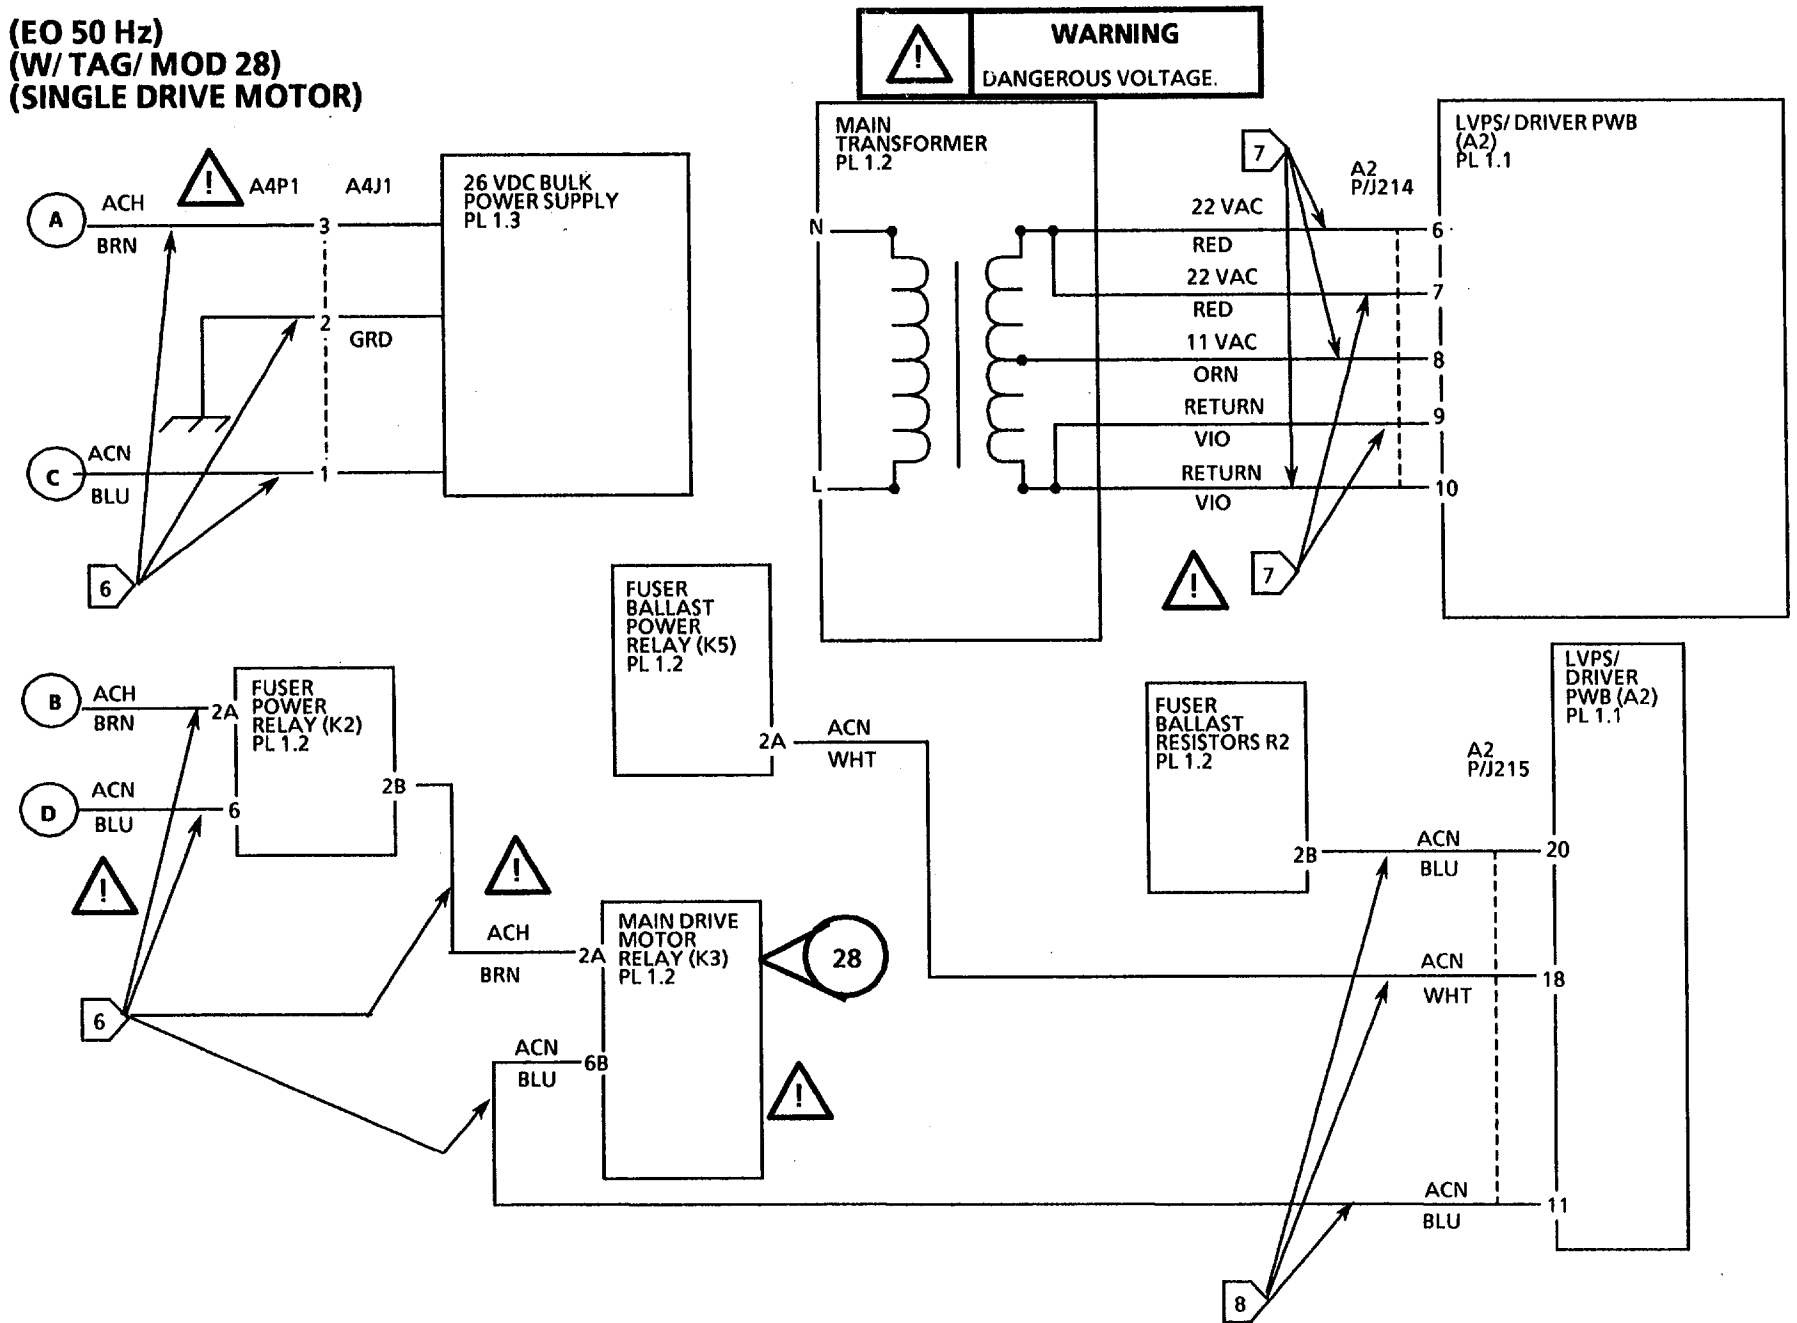 (EO 50 Hz)
(W/ TAG/ MOD 28)
(SINGLE DRIVE MOTOR)
!
WARNING
DANGEROUS VOLTAGE.
A
ACH
BRN
!
A4P1
A4J1
3
2
GRD
1
26 VDC BULK
POWER SUPPLY
PL 1.3
C
ACN
BLU
6
MAIN
TRANSFORMER
PL 1.2
N
L
22 VAC
RED
22 VAC
RED
11 VAC
ORN
RETURN
VIO
RETURN
VIO
7
7
!
A2
P/J214
6
7
8
9
10
LVPS/ DRIVER PWB
(A2)
PL 1.1
B
ACH
BRN
2A
D
ACN
BLU
6
FUSER
POWER
RELAY (K2)
PL 1.2
2B
!
6
FUSER
BALLAST
POWER
RELAY (K5)
PL 1.2
2A
ACN
WHT
!
ACH
BRN
2A
MAIN DRIVE
MOTOR
RELAY (K3)
PL 1.2
28
ACN
BLU
6B
!
FUSER
BALLAST
RESISTORS R2
PL 1.2
2B
ACN
BLU
A2
P/J215
20
ACN
WHT
18
ACN
BLU
11
LVPS/
DRIVER
PWB (A2)
PL 1.1
8